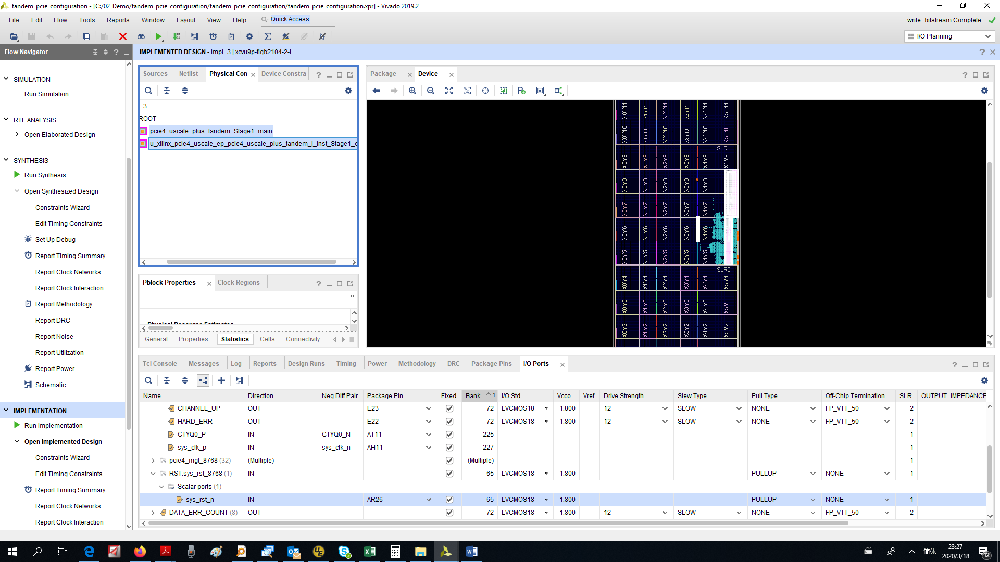 tandem_pcie_configuration - [C:/02_Demo/tandem_pcie_configuration/tandem_pcie_configuration/tandem_pcie_configuration.xpr] - Vivado 2019.2
File Edit Flow Tools Reports Window Layout View Help Quick Access write_bitstream Complete
I/O Planning
Flow Navigator
IMPLEMENTED DESIGN - impl_3 | xcvu9p-flgb2104-2-i
SIMULATION
Run Simulation
RTL ANALYSIS
Open Elaborated Design
SYNTHESIS
Run Synthesis
Open Synthesized Design
Constraints Wizard
Edit Timing Constraints
Set Up Debug
Report Timing Summary
Report Clock Networks
Report Clock Interaction
Report Methodology
Report DRC
Report Noise
Report Utilization
Report Power
Schematic
IMPLEMENTATION
Run Implementation
Open Implemented Design
Constraints Wizard
Edit Timing Constraints
Report Timing Summary
Report Clock Networks
Report Clock Interaction
Sources Netlist Physical Con Device Constra
_3
ROOT
pcie4_uscale_plus_tandem_Stage1_main
u_xilinx_pcie4_uscale_ep_pcie4_uscale_plus_tandem_i_inst_Stage1_c
Pblock Properties Clock Regions
Physical Resource Estimates
General Properties Statistics Cells Connectivity
Package Device
X0Y11 X1Y11 X2Y11 X3Y11 X4Y11 X5Y11
X0Y10 X1Y10 X2Y10 X3Y10 X4Y10 X5Y10
SLR1
X0Y9 X1Y9 X2Y9 X3Y9 X4Y9 X5Y9
X0Y8 X1Y8 X2Y8 X3Y8 X4Y8
X0Y7 X1Y7 X2Y7 X3Y7 X4Y7
X0Y6 X1Y6 X2Y6 X3Y6 X4Y6
X0Y5 X1Y5 X2Y5 X3Y5 X4Y5
SLR0
X0Y4 X1Y4 X2Y4 X3Y4 X4Y4 X5Y4
X0Y3 X1Y3 X2Y3 X3Y3 X4Y3 X5Y3
X0Y2 X1Y2 X2Y2 X3Y2 X4Y2 X5Y2
Tcl Console Messages Log Reports Design Runs Timing Power Methodology DRC Package Pins I/O Ports
Name Direction Neg Diff Pair Package Pin Fixed Bank 1 I/O Std Vcco Vref Drive Strength Slew Type Pull Type Off-Chip Termination SLR OUTPUT_IMPEDANCE
CHANNEL_UP OUT E23 72 LVCMOS18 1.800 12 SLOW NONE FP_VTT_50 2
HARD_ERR OUT E22 72 LVCMOS18 1.800 12 SLOW NONE FP_VTT_50 2
GTYQ0_P IN GTYQ0_N AT11 225 1
sys_clk_p IN sys_clk_n AH11 227 1
pcie4_mgt_8768 (32) (Multiple) (Multiple) 1
RST.sys_rst_8768 (1) IN 65 LVCMOS18 1.800 PULLUP NONE 1
Scalar ports (1)
sys_rst_n IN AR26 65 LVCMOS18 1.800 PULLUP NONE 1
DATA_ERR_COUNT (8) OUT 72 LVCMOS18 1.800 12 SLOW NONE FP_VTT_50 2
简体
23:27
2020/3/18
12